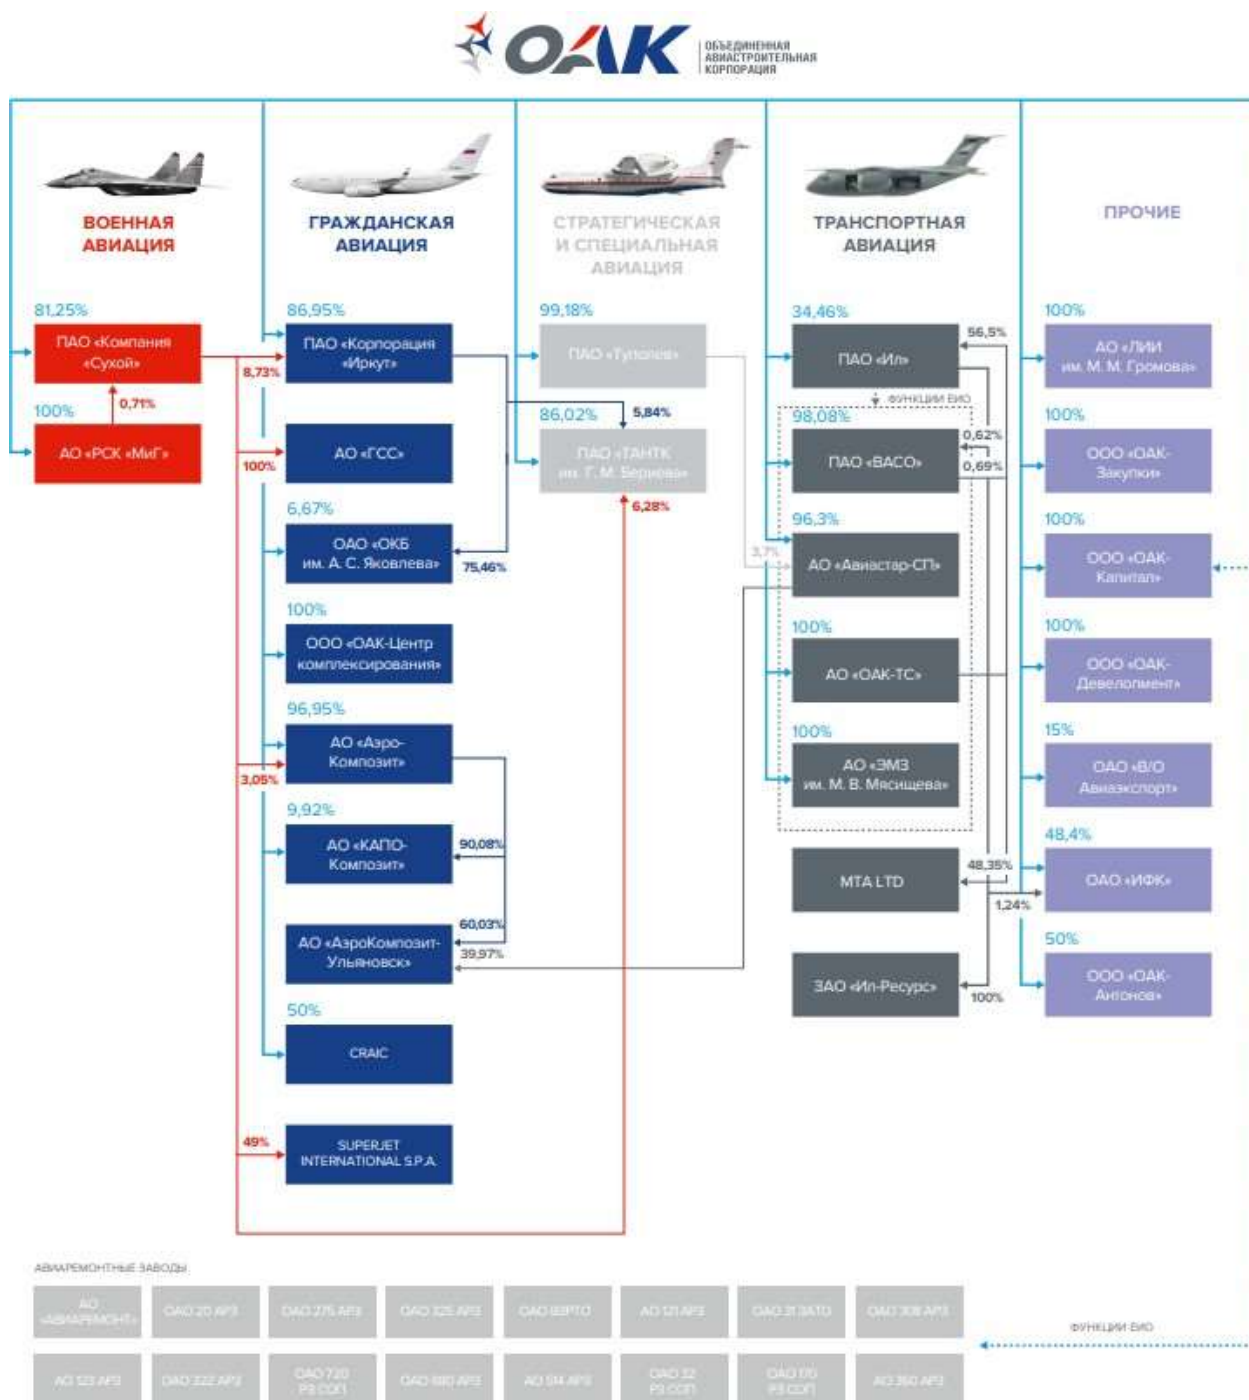 ОАК
ОБЪЕДИНЕННАЯ
АВИАСТРОИТЕЛЬНАЯ
КОРПОРАЦИЯ
ВОЕННАЯ
АВИАЦИЯ
81,25%
ПАО «Компания
«Сухой»
0,71%
100%
АО «РСК «МиГ»
ГРАЖДАНСКАЯ
АВИАЦИЯ
86,95%
ПАО «Корпорация
«Иркут»
8,73%
АО «ГСС»
100%
6,67%
ОАО «ОКБ
им. А. С. Яковлева»
75,46%
100%
ООО «ОАК-Центр
комплексирования»
96,95%
АО «Аэро-
Композит»
3,05%
9,92%
АО «КАПО-
Композит»
90,08%
60,03%
АО «АэроКомпозит-
Ульяновск»
39,97%
50%
CRAIC
49%
SUPERJET
INTERNATIONAL S.P.A.
СТРАТЕГИЧЕСКАЯ
И СПЕЦИАЛЬНАЯ
АВИАЦИЯ
99,18%
ПАО «Туполев»
5,84%
86,02%
ПАО «ТАНТК
им. Г. М. Бериева»
6,28%
3,7%
ТРАНСПОРТНАЯ
АВИАЦИЯ
34,46%
56,5%
ПАО «Ил»
ФУНКЦИИ ЕИО
98,08%
0,62%
ПАО «ВАСО»
0,69%
96,3%
АО «Авиастар-СП»
100%
АО «ОАК-ТС»
100%
АО «ЭМЗ
им. М. В. Мясищева»
MTA LTD
48,35%
1,24%
ЗАО «Ил-Ресурс»
100%
ПРОЧИЕ
100%
АО «ЛИИ
им. М. М. Громова»
100%
ООО «ОАК-
Закупки»
100%
ООО «ОАК-
Капитал»
100%
ООО «ОАК-
Девелопмент»
15%
ОАО «В/О
Авиаэкспорт»
48,4%
ОАО «ИФК»
50%
ООО «ОАК-
Антонов»
АВИАРЕМОНТНЫЕ ЗАВОДЫ
АО
«АВИАРЕМОНТ»
ОАО 20 АРЗ
ОАО 275 АРЗ
ОАО 325 АРЗ
АО 121 АРЗ
ОАО 31 ЗАТО
ОАО 308 АРЗ
ФУНКЦИИ ЕИО
АО 123 АРЗ
ОАО 322 АРЗ
ОАО 720
РЗ СОП
ОАО 680 АРЗ
АО 514 АРЗ
ОАО 32
РЗ СОП
ОАО 170
РЗ СОП
АО 360 АРЗ